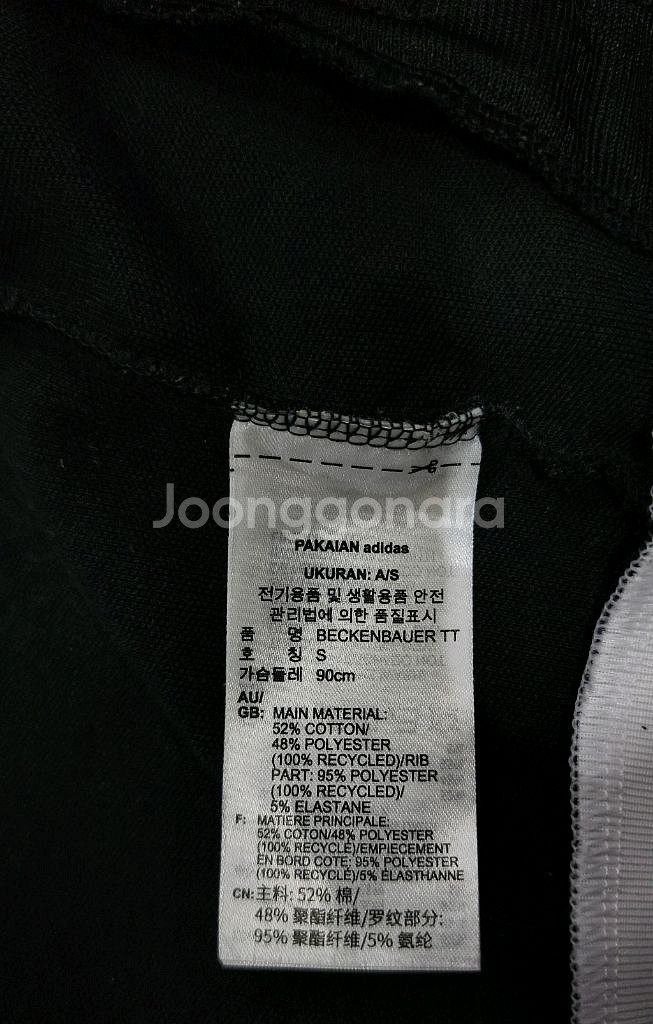 Joonggonara
PAKAIAN adidas
UKURAN: A/S
전기용품 및 생활용품 안전
관리법에 의한 품질표시
품 명 BECKENBAUER TT
호 칭 S
가슴둘레 90cm
AU/
GB: MAIN MATERIAL:
52% COTTON/
48% POLYESTER
(100% RECYCLED)/RIB
PART: 95% POLYESTER
(100% RECYCLED)/
5% ELASTANE
F: MATIERE PRINCIPALE:
52% COTON/48% POLYESTER
(100% RECYCLE)/EMPIECEMENT
EN BORD COTE: 95% POLYESTER
(100% RECYCLE)/5% ELASTHANNE
CN: 主料: 52% 棉/
48% 聚酯纤维/罗纹部分:
95% 聚酯纤维/5% 氨纶